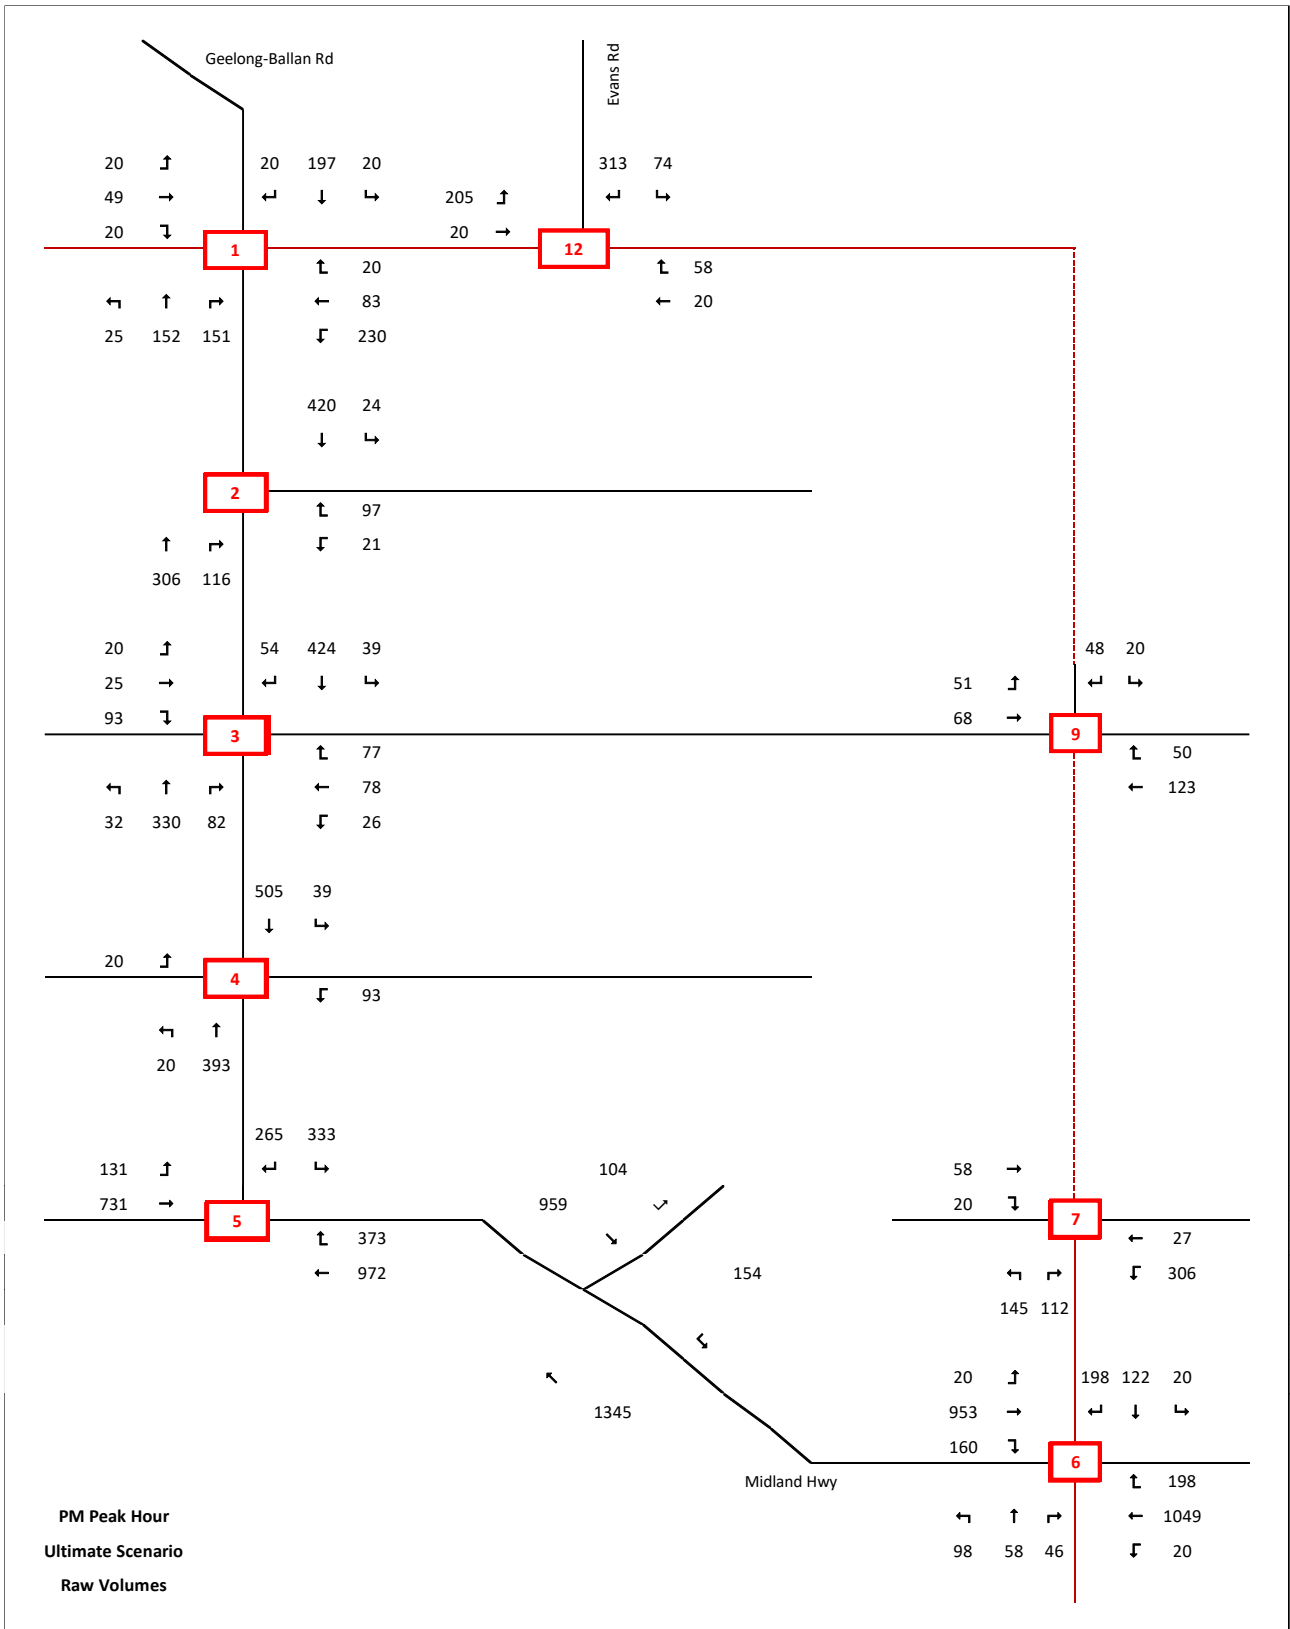 Geelong-Ballan Rd
Evans Rd
20 20 197 20 313 74
49 205
20 20
1 12
20 58
83 20
25 152 151 230
420 24
2
97
21
306 116
20 54 424 39 48 20
25 51
93 68
3 9
77 50
78 123
32 330 82 26
505 39
20
4
93
20 393
265 333
131 104 58
731 959 20
5 7
373 27
972 154 306
145 112
20 198 122 20
1345 953
160
6
Midland Hwy 198
PM Peak Hour 1049
Ultimate Scenario 98 58 46 20
Raw Volumes